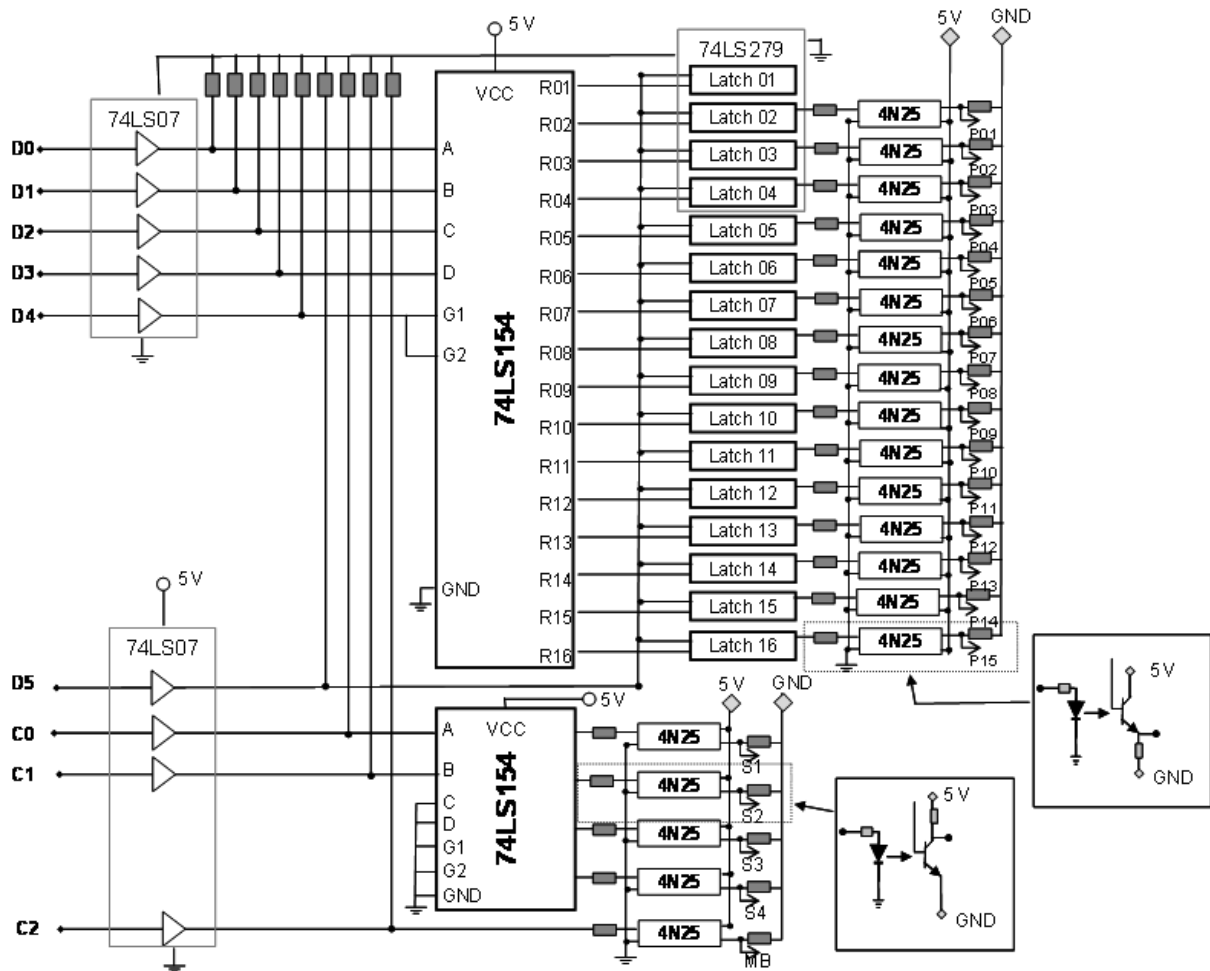 5V
5V
GND
74LS279
74LS07
VCC
R01
Latch 01
R02
Latch 02
4N25
P01
R03
Latch 03
4N25
P02
R04
Latch 04
4N25
P03
R05
Latch 05
4N25
P04
R06
Latch 06
4N25
P05
R07
Latch 07
4N25
P06
R08
Latch 08
4N25
P07
R09
Latch 09
4N25
P08
R10
Latch 10
4N25
P09
R11
Latch 11
4N25
P10
R12
Latch 12
4N25
P11
R13
Latch 13
4N25
P12
R14
Latch 14
4N25
P13
R15
Latch 15
4N25
P14
R16
Latch 16
4N25
P15
D0
A
D1
B
D2
C
D3
D
D4
G1
G2
74LS154
GND
5V
74LS07
D5
C0
C1
C2
5V
VCC
A
B
C
D
G1
G2
GND
74LS154
5V
GND
4N25
S1
4N25
S2
4N25
S3
4N25
S4
4N25
MB
5V
GND
5V
GND